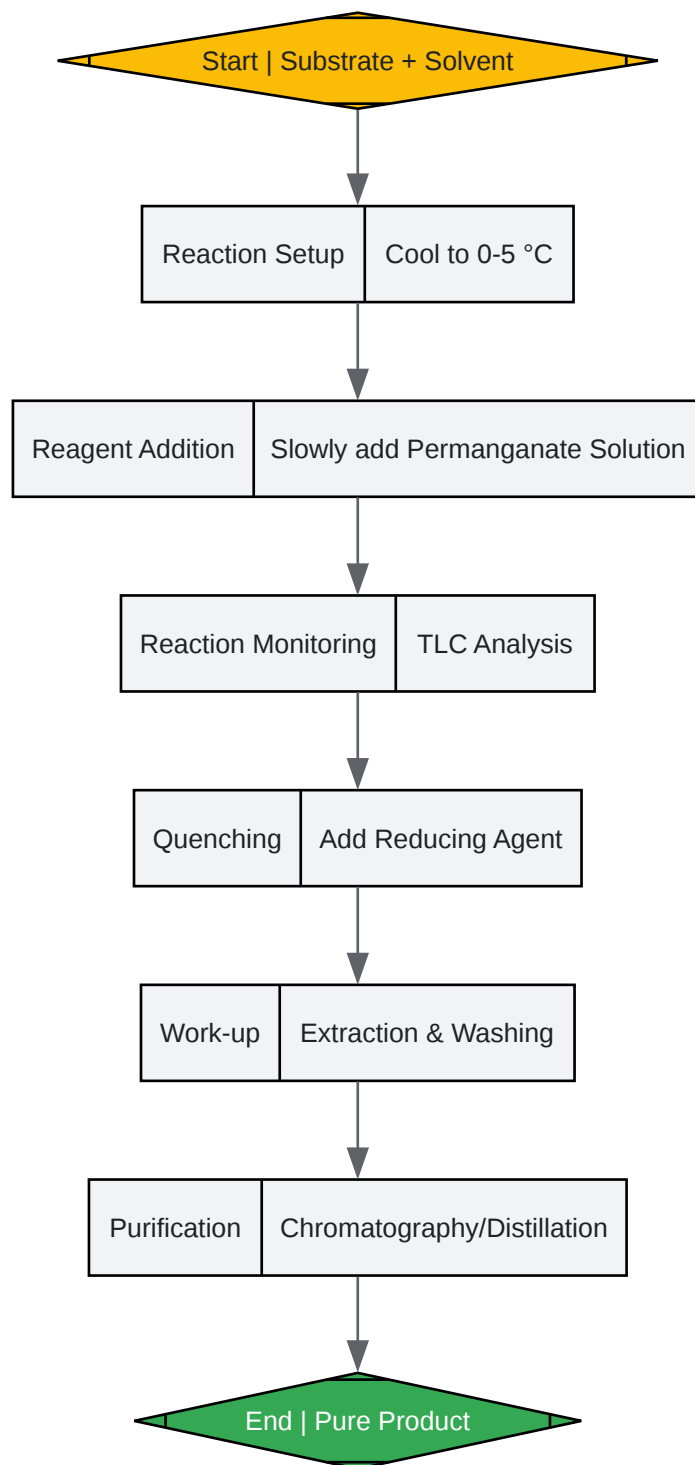 Start | Substrate + Solvent
Reaction Setup
Cool to 0-5 °C
Reagent Addition
Slowly add Permanganate Solution
Reaction Monitoring
TLC Analysis
Quenching
Add Reducing Agent
Work-up
Extraction & Washing
Purification
Chromatography/Distillation
End | Pure Product